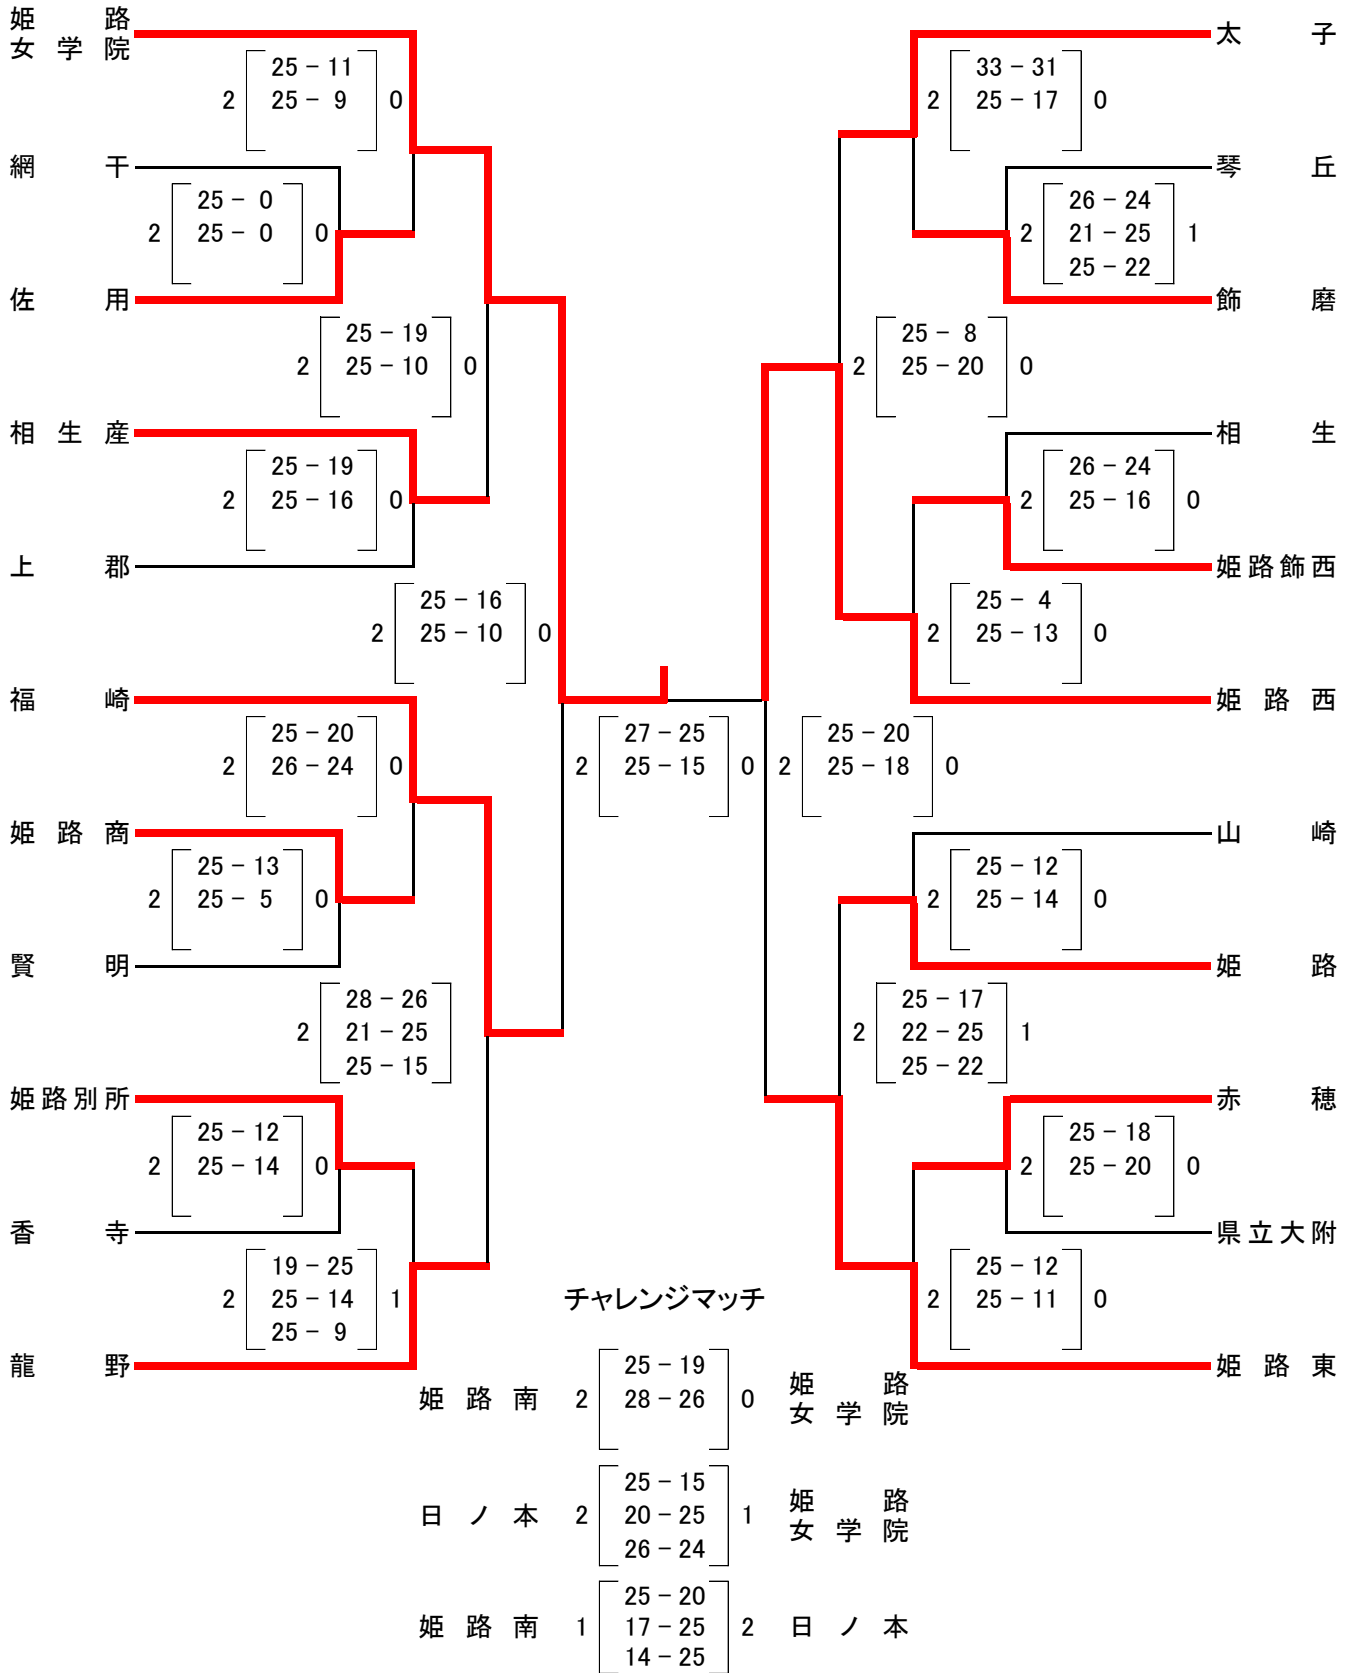 姫路
女学院
2 25 − 11 0
25 − 9
網干
2 25 − 0 0
25 − 0
佐用
2 25 − 19 0
25 − 10
相生産
2 25 − 19 0
25 − 16
上郡
2 25 − 16 0
25 − 10
福崎
2 25 − 20 0
26 − 24
姫路商
2 25 − 13 0
25 − 5
賢明
2 28 − 26
21 − 25
25 − 15
姫路別所
2 25 − 12 0
25 − 14
香寺
2 19 − 25 1
25 − 14
25 − 9
龍野
2 27 − 25 0
25 − 15
太子
2 33 − 31 0
25 − 17
琴丘
2 26 − 24 1
21 − 25
25 − 22
飾磨
2 25 − 8 0
25 − 20
相生
2 26 − 24 0
25 − 16
姫路飾西
2 25 − 4 0
25 − 13
姫路西
2 25 − 20 0
25 − 18
山崎
2 25 − 12 0
25 − 14
姫路
2 25 − 17 1
22 − 25
25 − 22
赤穂
2 25 − 18 0
25 − 20
県立大附
2 25 − 12 0
25 − 11
姫路東
チャレンジマッチ
姫路南 2 25 − 19 0 姫路
28 − 26 女学院
日ノ本 2 25 − 15 1 姫路
20 − 25 女学院
26 − 24
姫路南 1 25 − 20 2 日ノ本
17 − 25
14 − 25